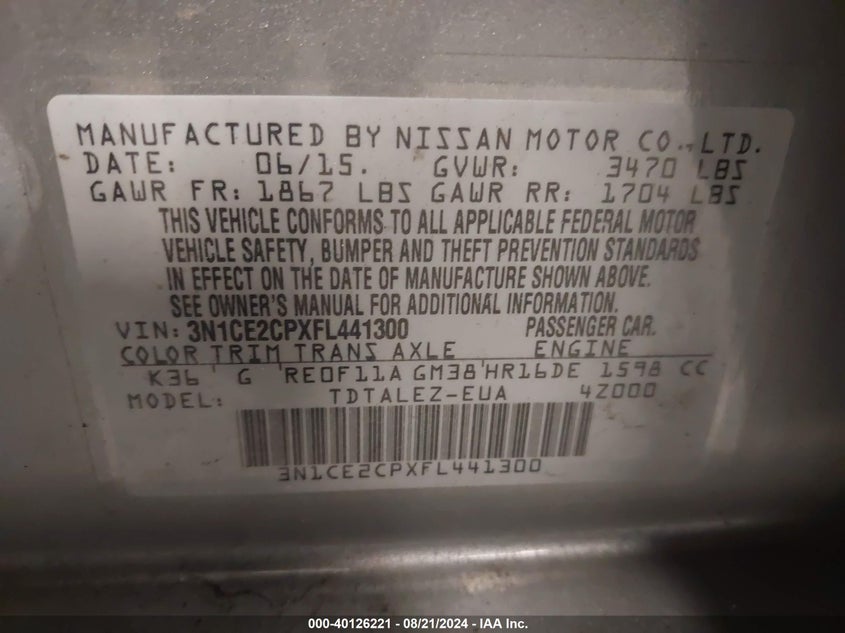 MANUFACTURED BY NISSAN MOTOR CO., LTD.
DATE: 06/15. GVWR: 3470 LBS
GAWR FR: 1867 LBS GAWR RR: 1704 LBS
THIS VEHICLE CONFORMS TO ALL APPLICABLE FEDERAL MOTOR
VEHICLE SAFETY, BUMPER AND THEFT PREVENTION STANDARDS
IN EFFECT ON THE DATE OF MANUFACTURE SHOWN ABOVE.
SEE OWNER'S MANUAL FOR ADDITIONAL INFORMATION.
VIN: 3N1CE2CPXFL441300 PASSENGER CAR.
COLOR TRIM TRANS AXLE ENGINE
K36 G RE0F11A GM38 HR16DE 1598 CC
MODEL: TDTALEZ-EUA 4Z000
3N1CE2CPXFL441300
000-40126221 - 08/21/2024 - IAA Inc.